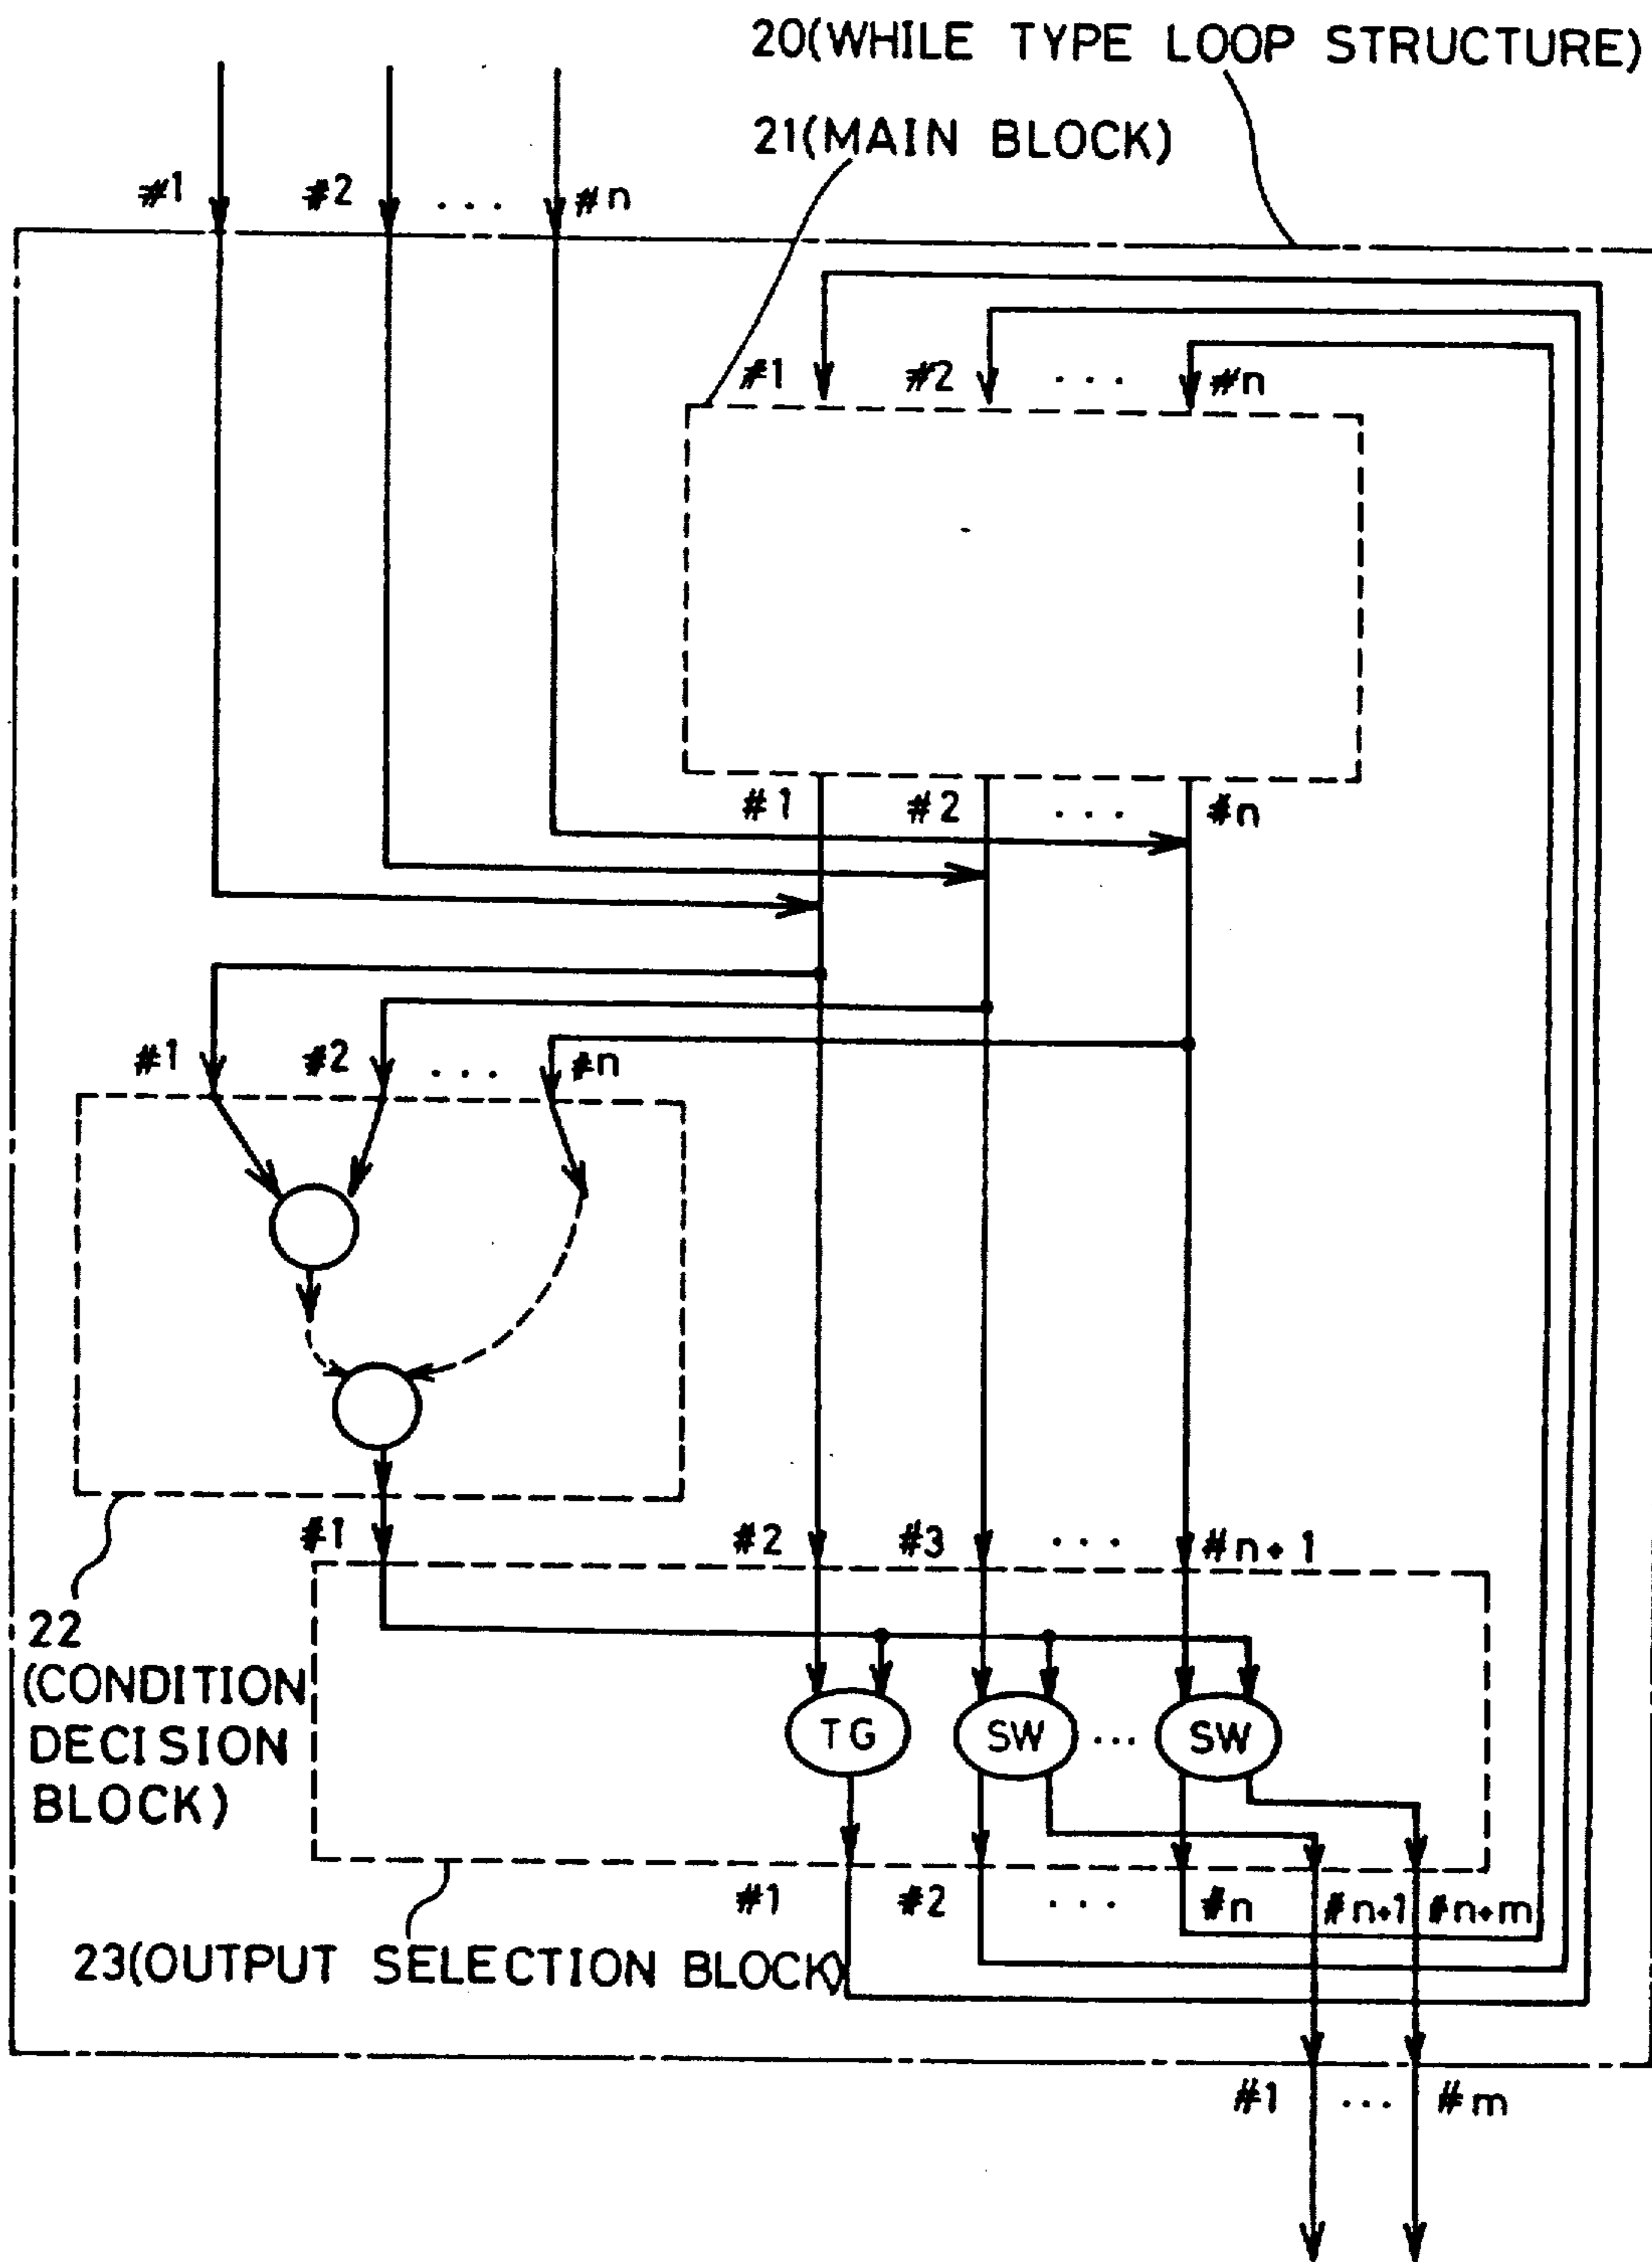 20(WHILE TYPE LOOP STRUCTURE)
21(MAIN BLOCK)
#1 #2 ... #n
#1 #2 ... #n
#1 #2 ... #n
#1 #2 ... #n
#1 #2 #3 ... #n+1
22
(CONDITION
DECISION
BLOCK)
TG SW ... SW
#1 #2 ... #n #n+1 #n+m
23(OUTPUT SELECTION BLOCK)
#1 ... #m